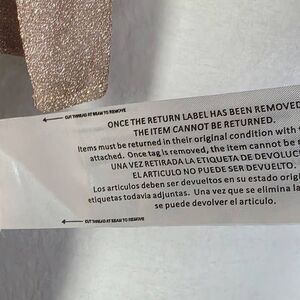 CUT THREAD AT SEAM TO REMOVE
ONCE THE RETURN LABEL HAS BEEN REMOVED
THE ITEM CANNOT BE RETURNED.
Items must be returned in their original condition with
attached. Once tag is removed, the item cannot be
UNA VEZ RETIRADA LA ETIQUETA DE
EL ARTICULO NO PUEDE SER DEVUELTO.
Los articulos deben ser devueltos en su estado
etiquetas todavia adjuntas. Una vez que se elimina la
se puede devolver el articulo.
CUT THREAD AT SEAM TO REMOVE